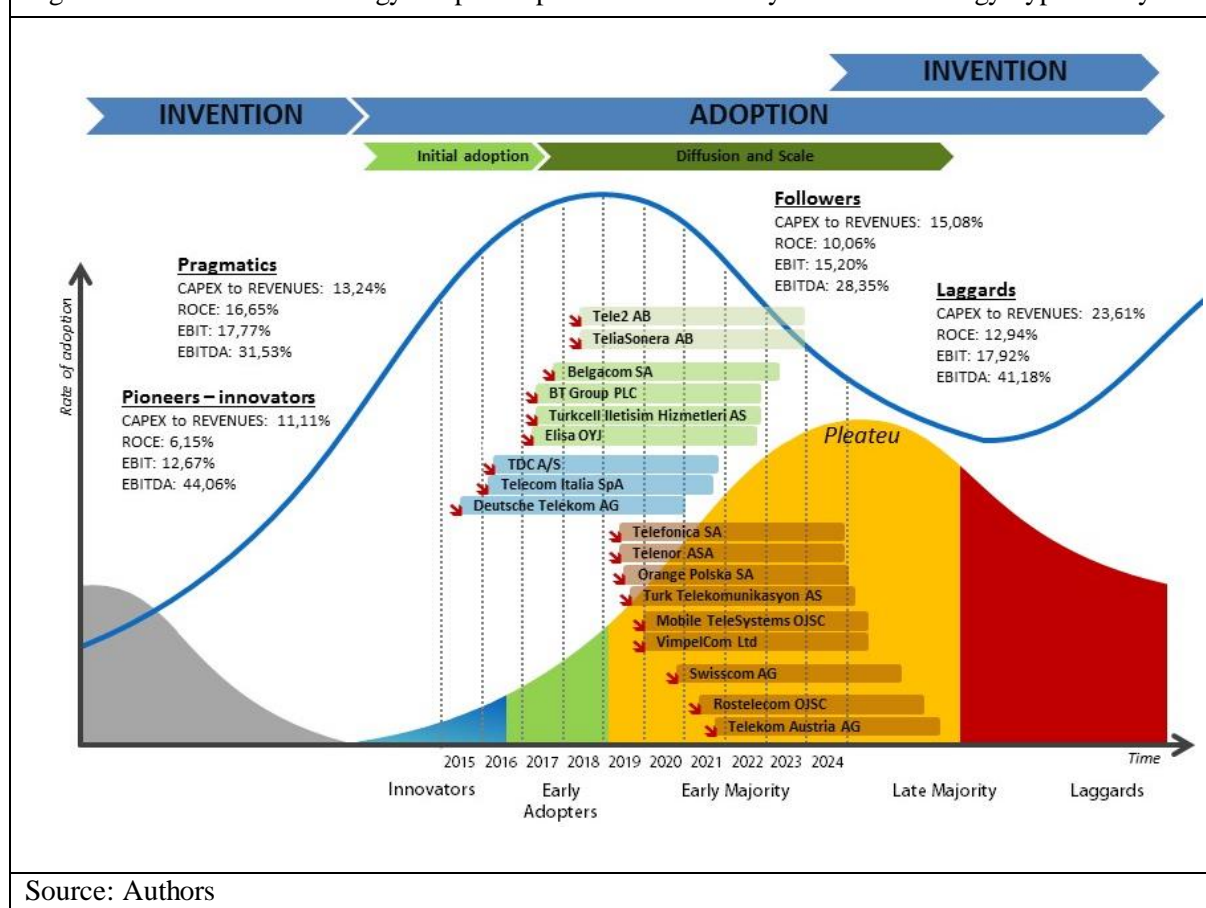 INVENTION
INVENTION
ADOPTION
Initial adoption
Diffusion and Scale
Followers
CAPEX to REVENUES: 15,08%
ROCE: 10,06%
EBIT: 15,20%
EBITDA: 28,35%
Pragmatics
CAPEX to REVENUES: 13,24%
ROCE: 16,65%
EBIT: 17,77%
EBITDA: 31,53%
Laggards
CAPEX to REVENUES: 23,61%
ROCE: 12,94%
EBIT: 17,92%
EBITDA: 41,18%
Pioneers – innovators
CAPEX to REVENUES: 11,11%
ROCE: 6,15%
EBIT: 12,67%
EBITDA: 44,06%
Rate of adoption
Tele2 AB
TeliaSonera AB
Belgacom SA
BT Group PLC
Turkcell Iletisim Hizmetleri AS
Elisa OYJ
Pleateu
TDC A/S
Telecom Italia SpA
Deutsche Telekom AG
Telefonica SA
Telenor ASA
Orange Polska SA
Turk Telekomunikasyon AS
Mobile TeleSystems OJSC
VimpelCom Ltd
Swisscom AG
Rostelecom OJSC
Telekom Austria AG
2015 2016 2017 2018 2019 2020 2021 2022 2023 2024
Time
Innovators
Early
Adopters
Early Majority
Late Majority
Laggards
Source: Authors